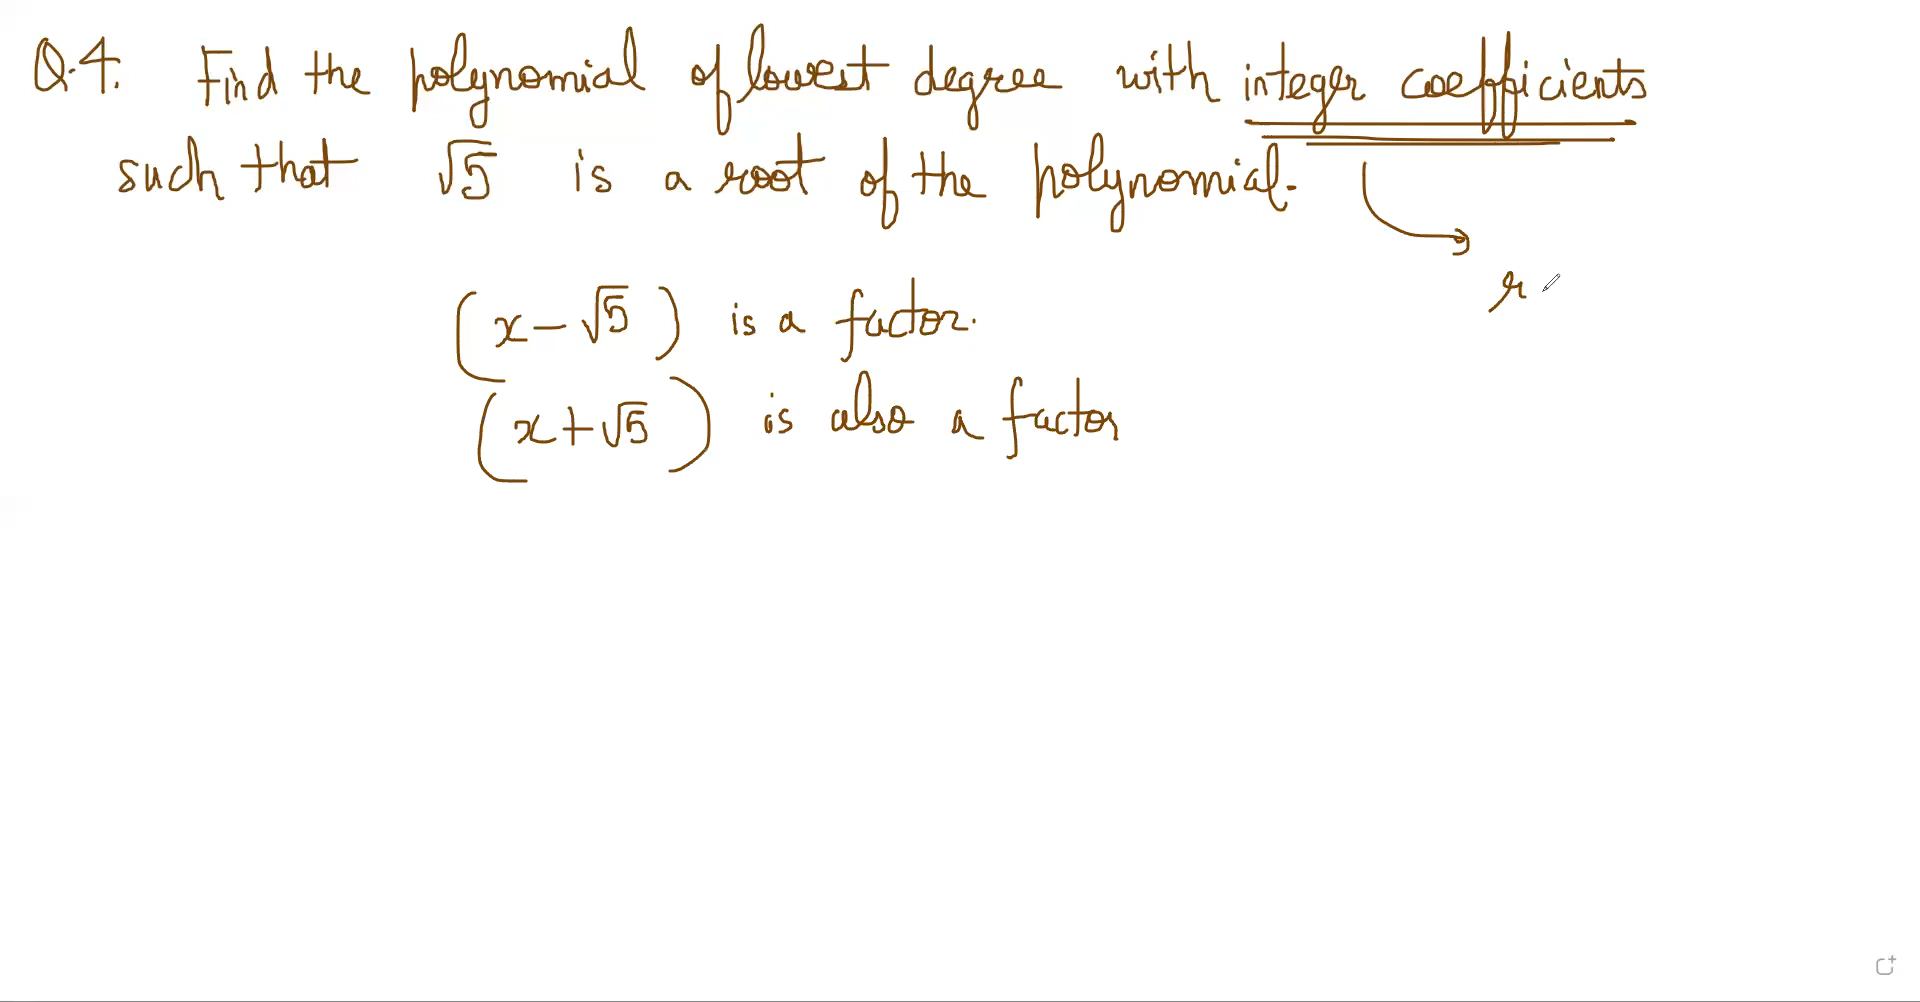 Q.4. Find the polynomial of lowest degree with integer coefficients
such that √5 is a root of the polynomial.
r
(x - √5) is a factor.
(x + √5) is also a factor